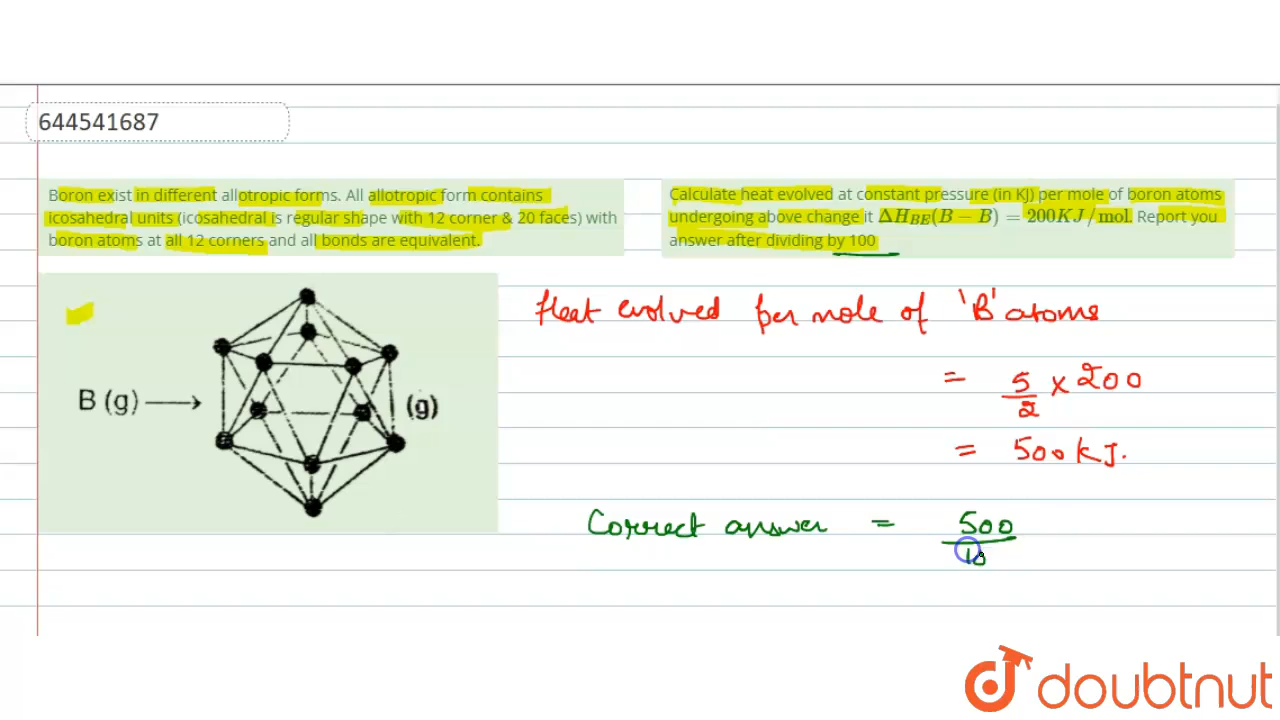 644541687
Boron exist in different allotropic forms. All allotropic form contains
icosahedral units (icosahedral is regular shape with 12 corner & 20 faces) with
boron atoms at all 12 corners and all bonds are equivalent.
Calculate heat evolved at constant pressure (in KJ) per mole of boron atoms
undergoing above change it ΔH_{BE}(B − B) = 200KJ/mol. Report you
answer after dividing by 100
B (g) ⟶
(g)
Heat evolved per mole of 'B' atoms
= 5/2 × 200
= 500 kJ.
Correct answer = 500/10
doubtnut